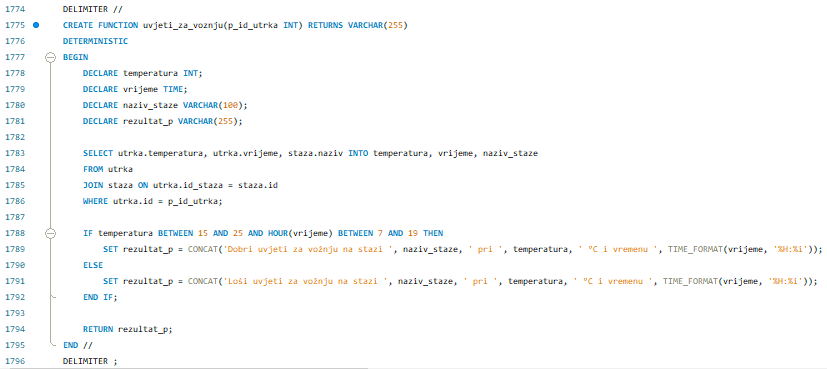 1774 DELIMITER //
1775 CREATE FUNCTION uvjeti_za_voznju(p_id_utrka INT) RETURNS VARCHAR(255)
1776 DETERMINISTIC
1777 BEGIN
1778 DECLARE temperatura INT;
1779 DECLARE vrijeme TIME;
1780 DECLARE naziv_staze VARCHAR(100);
1781 DECLARE rezultat_p VARCHAR(255);
1782
1783 SELECT utrka.temperatura, utrka.vrijeme, staza.naziv INTO temperatura, vrijeme, naziv_staze
1784 FROM utrka
1785 JOIN staza ON utrka.id_staza = staza.id
1786 WHERE utrka.id = p_id_utrka;
1787
1788 IF temperatura BETWEEN 15 AND 25 AND HOUR(vrijeme) BETWEEN 7 AND 19 THEN
1789 SET rezultat_p = CONCAT('Dobri uvjeti za vožnju na stazi ', naziv_staze, ' pri ', temperatura, ' °C i vremenu ', TIME_FORMAT(vrijeme, '%H:%i'));
1790 ELSE
1791 SET rezultat_p = CONCAT('Loši uvjeti za vožnju na stazi ', naziv_staze, ' pri ', temperatura, ' °C i vremenu ', TIME_FORMAT(vrijeme, '%H:%i'));
1792 END IF;
1793
1794 RETURN rezultat_p;
1795 END //
1796 DELIMITER ;